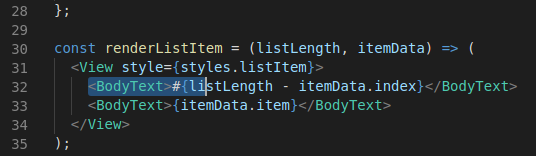 28 };
29
30 const renderListItem = (listLength, itemData) => (
31 <View style={styles.listItem}>
32 <BodyText>#{listLength - itemData.index}</BodyText>
33 <BodyText>{itemData.item}</BodyText>
34 </View>
35 );